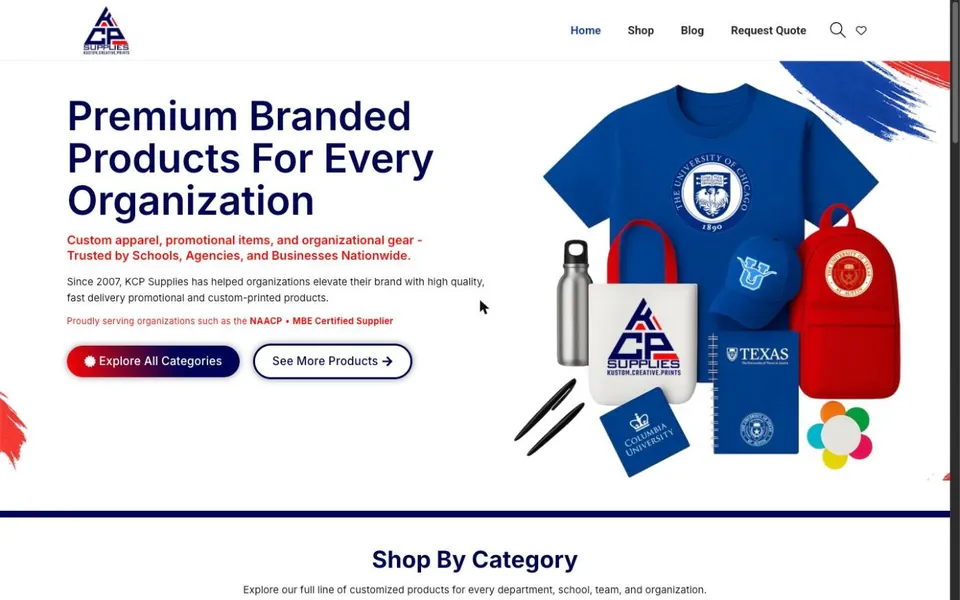 KCP
SUPPLIES
KUSTOM.CREATIVE.PRINTS
Home
Shop
Blog
Request Quote
Premium Branded
Products For Every
Organization
Custom apparel, promotional items, and organizational gear -
Trusted by Schools, Agencies, and Businesses Nationwide.
Since 2007, KCP Supplies has helped organizations elevate their brand with high quality,
fast delivery promotional and custom-printed products.
Proudly serving organizations such as the NAACP • MBE Certified Supplier
Explore All Categories
See More Products →
THE UNIVERSITY OF CHICAGO
1890
KCP
SUPPLIES
KUSTOM.CREATIVE.PRINTS
TEXAS
COLUMBIA
UNIVERSITY
Shop By Category
Explore our full line of customized products for every department, school, team, and organization.